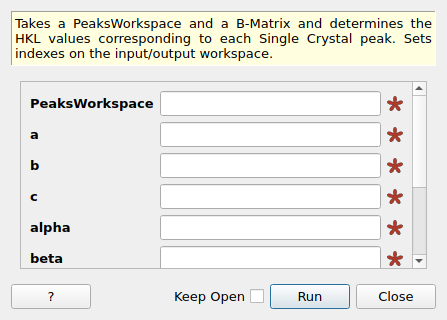 Takes a PeaksWorkspace and a B-Matrix and determines the
HKL values corresponding to each Single Crystal peak. Sets
indexes on the input/output workspace.
PeaksWorkspace
a
b
c
alpha
beta
? Keep Open Run Close